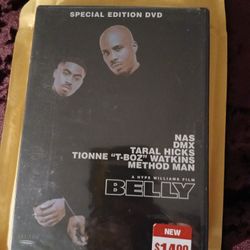 SPECIAL EDITION DVD
NAS
DMX
TARAL HICKS
TIONNE "T-BOZ" WATKINS
METHOD MAN
A HYPE WILLIAMS FILM
BELLY
NEW